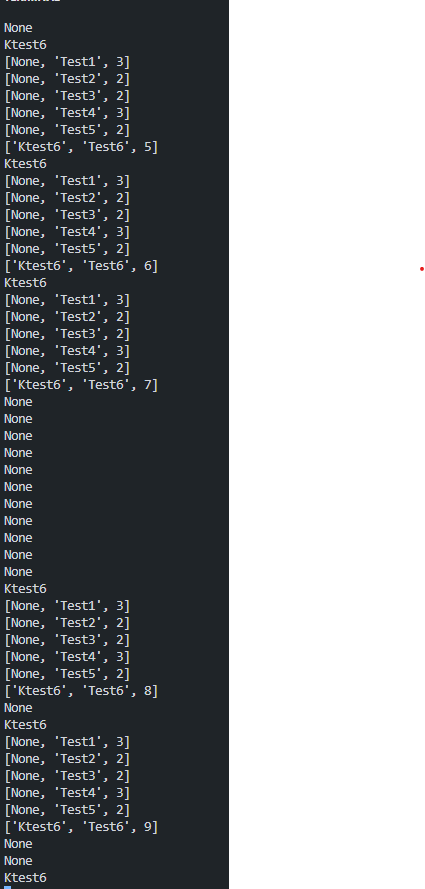 None
Ktest6
[None, 'Test1', 3]
[None, 'Test2', 2]
[None, 'Test3', 2]
[None, 'Test4', 3]
[None, 'Test5', 2]
['Ktest6', 'Test6', 5]
Ktest6
[None, 'Test1', 3]
[None, 'Test2', 2]
[None, 'Test3', 2]
[None, 'Test4', 3]
[None, 'Test5', 2]
['Ktest6', 'Test6', 6]
Ktest6
[None, 'Test1', 3]
[None, 'Test2', 2]
[None, 'Test3', 2]
[None, 'Test4', 3]
[None, 'Test5', 2]
['Ktest6', 'Test6', 7]
None
None
None
None
None
None
None
None
None
None
None
Ktest6
[None, 'Test1', 3]
[None, 'Test2', 2]
[None, 'Test3', 2]
[None, 'Test4', 3]
[None, 'Test5', 2]
['Ktest6', 'Test6', 8]
None
Ktest6
[None, 'Test1', 3]
[None, 'Test2', 2]
[None, 'Test3', 2]
[None, 'Test4', 3]
[None, 'Test5', 2]
['Ktest6', 'Test6', 9]
None
None
Ktest6